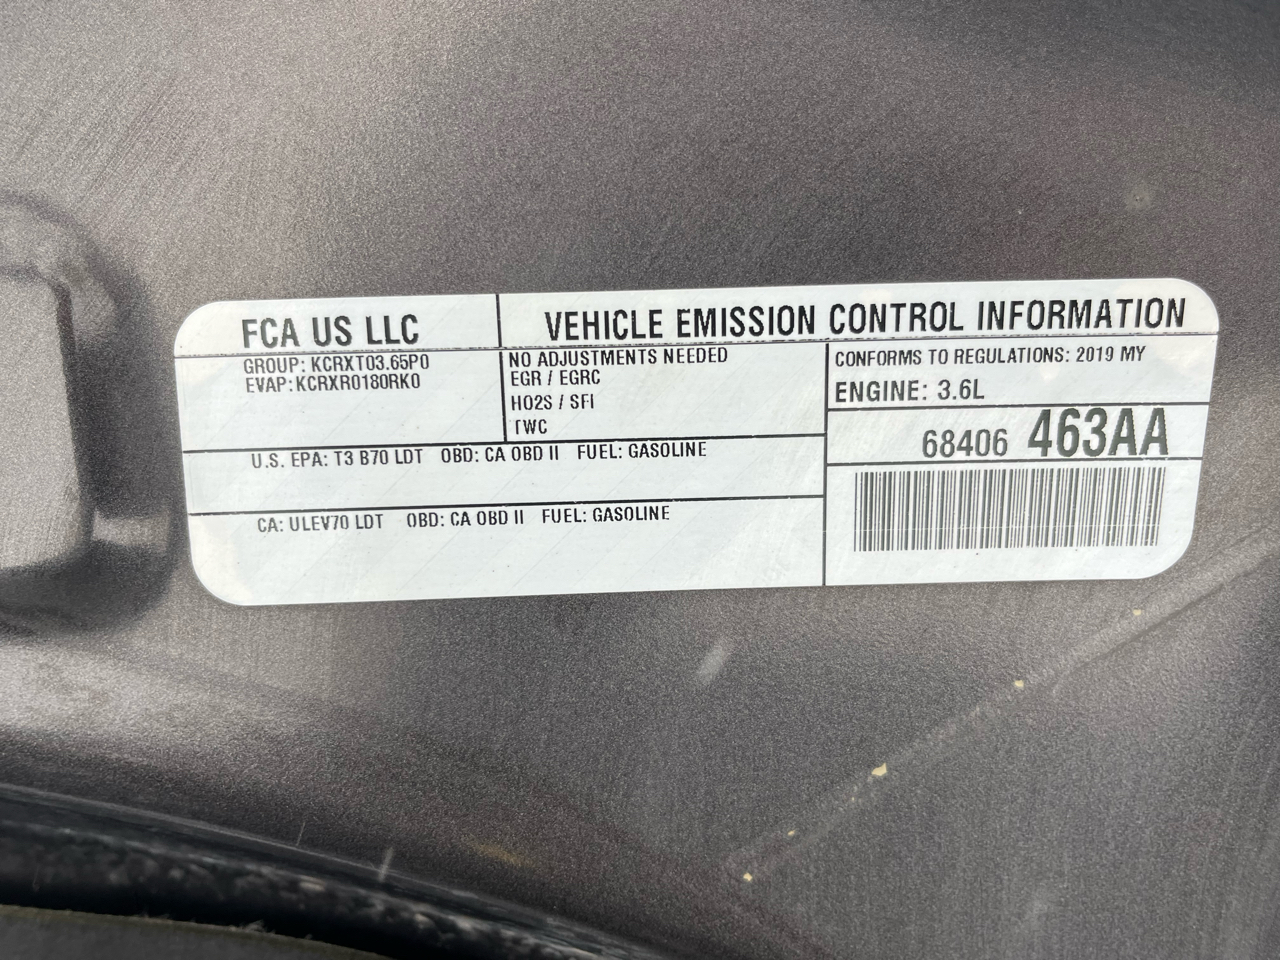 FCA US LLC
VEHICLE EMISSION CONTROL INFORMATION
GROUP: KCRXT03.65P0
EVAP: KCRXR0180RK0
NO ADJUSTMENTS NEEDED
EGR / EGRC
HO2S / SFI
TWC
CONFORMS TO REGULATIONS: 2019 MY
ENGINE: 3.6L
68406 463AA
U.S. EPA: T3 B70 LDT OBD: CA OBD II FUEL: GASOLINE
CA: ULEV70 LDT OBD: CA OBD II FUEL: GASOLINE